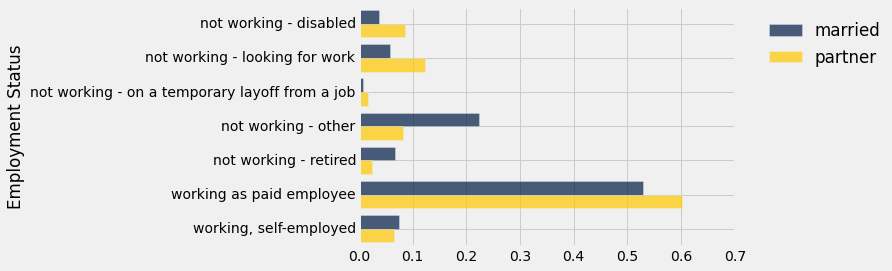 Employment Status
not working - disabled
not working - looking for work
not working - on a temporary layoff from a job
not working - other
not working - retired
working as paid employee
working, self-employed
0.0 0.1 0.2 0.3 0.4 0.5 0.6 0.7
married
partner